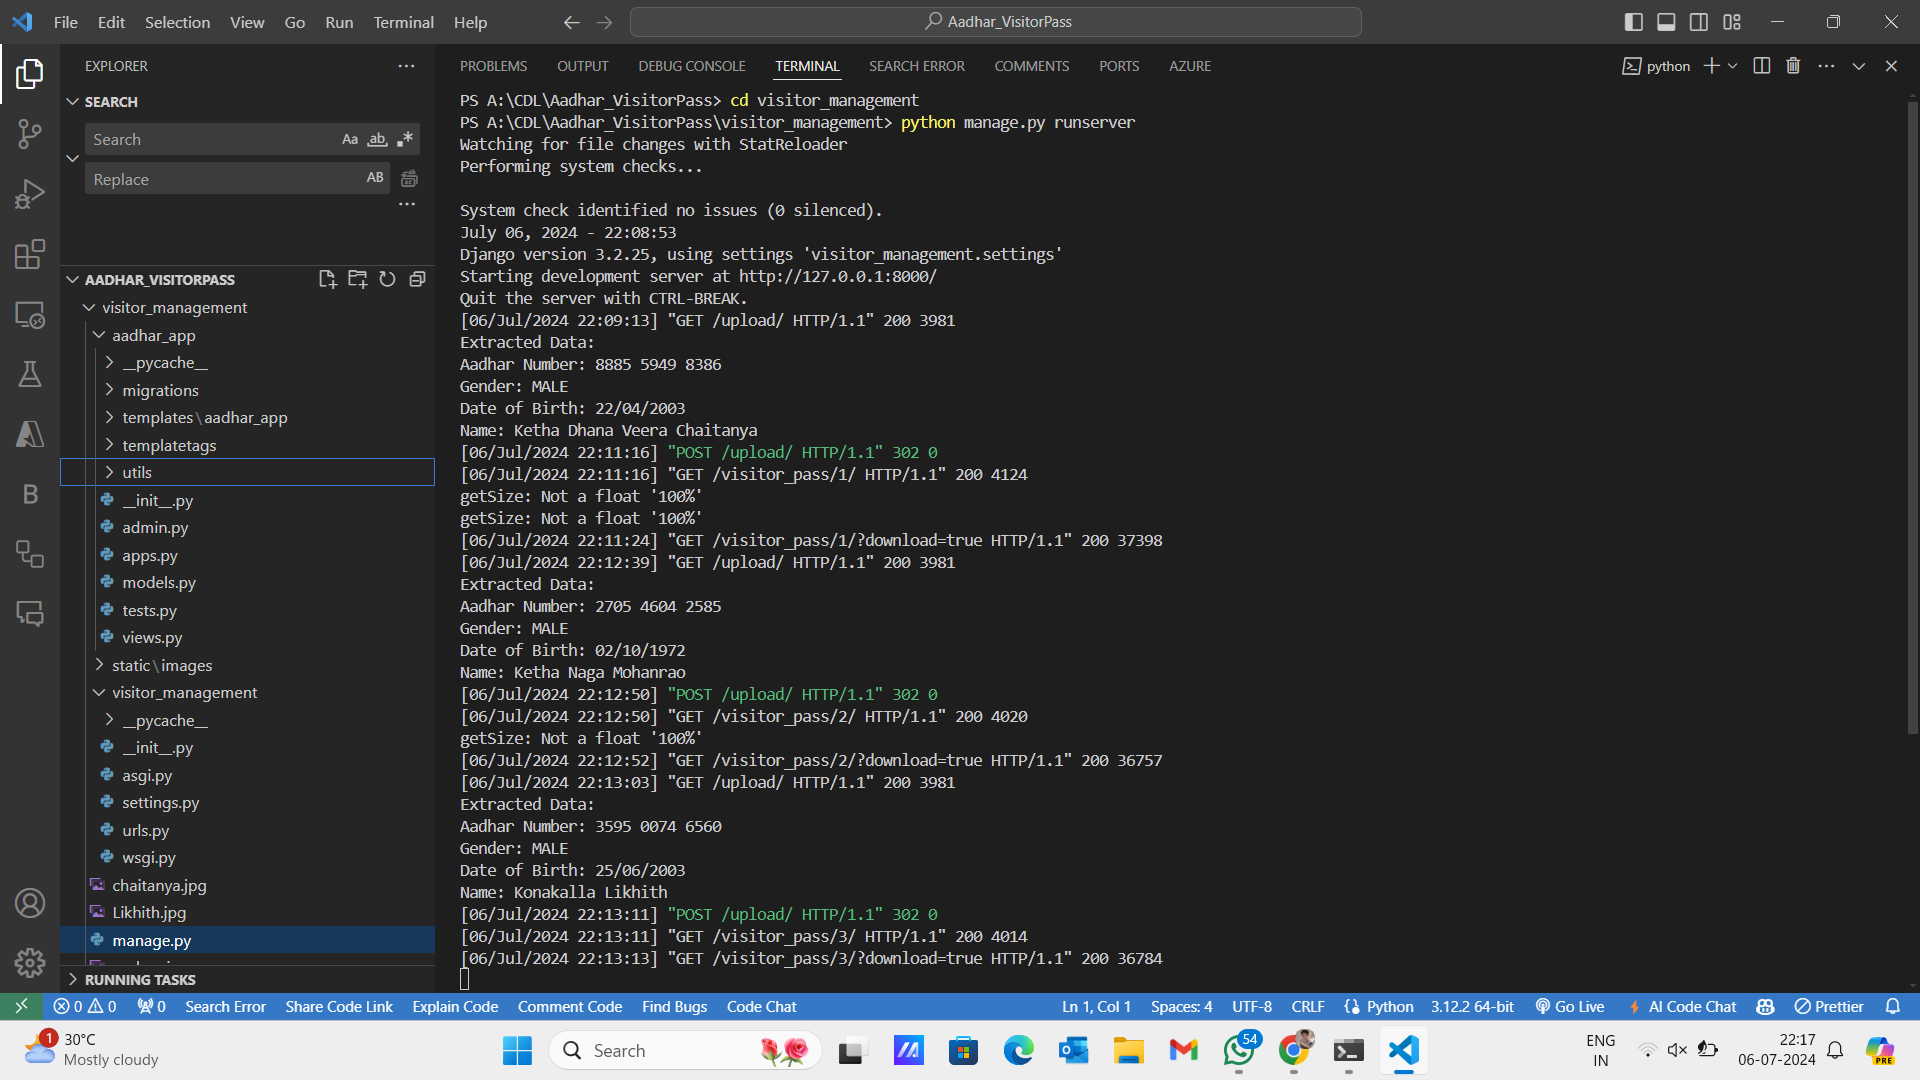 File Edit Selection View Go Run Terminal Help
Aadhar_VisitorPass
EXPLORER
SEARCH
Search
Aa ab
Replace
AB
AADHAR_VISITORPASS
visitor_management
aadhar_app
__pycache__
migrations
templates\aadhar_app
templatetags
utils
__init__.py
admin.py
apps.py
models.py
tests.py
views.py
static\images
visitor_management
__pycache__
__init__.py
asgi.py
settings.py
urls.py
wsgi.py
chaitanya.jpg
Likhith.jpg
manage.py
RUNNING TASKS
PROBLEMS OUTPUT DEBUG CONSOLE TERMINAL SEARCH ERROR COMMENTS PORTS AZURE
python
PS A:\CDL\Aadhar_VisitorPass> cd visitor_management
PS A:\CDL\Aadhar_VisitorPass\visitor_management> python manage.py runserver
Watching for file changes with StatReloader
Performing system checks...
System check identified no issues (0 silenced).
July 06, 2024 - 22:08:53
Django version 3.2.25, using settings 'visitor_management.settings'
Starting development server at http://127.0.0.1:8000/
Quit the server with CTRL-BREAK.
[06/Jul/2024 22:09:13] "GET /upload/ HTTP/1.1" 200 3981
Extracted Data:
Aadhar Number: 8885 5949 8386
Gender: MALE
Date of Birth: 22/04/2003
Name: Ketha Dhana Veera Chaitanya
[06/Jul/2024 22:11:16] "POST /upload/ HTTP/1.1" 302 0
[06/Jul/2024 22:11:16] "GET /visitor_pass/1/ HTTP/1.1" 200 4124
getSize: Not a float '100%'
getSize: Not a float '100%'
[06/Jul/2024 22:11:24] "GET /visitor_pass/1/?download=true HTTP/1.1" 200 37398
[06/Jul/2024 22:12:39] "GET /upload/ HTTP/1.1" 200 3981
Extracted Data:
Aadhar Number: 2705 4604 2585
Gender: MALE
Date of Birth: 02/10/1972
Name: Ketha Naga Mohanrao
[06/Jul/2024 22:12:50] "POST /upload/ HTTP/1.1" 302 0
[06/Jul/2024 22:12:50] "GET /visitor_pass/2/ HTTP/1.1" 200 4020
getSize: Not a float '100%'
[06/Jul/2024 22:12:52] "GET /visitor_pass/2/?download=true HTTP/1.1" 200 36757
[06/Jul/2024 22:13:03] "GET /upload/ HTTP/1.1" 200 3981
Extracted Data:
Aadhar Number: 3595 0074 6560
Gender: MALE
Date of Birth: 25/06/2003
Name: Konakalla Likhith
[06/Jul/2024 22:13:11] "POST /upload/ HTTP/1.1" 302 0
[06/Jul/2024 22:13:11] "GET /visitor_pass/3/ HTTP/1.1" 200 4014
[06/Jul/2024 22:13:13] "GET /visitor_pass/3/?download=true HTTP/1.1" 200 36784
0 0 0 Search Error Share Code Link Explain Code Comment Code Find Bugs Code Chat Ln 1, Col 1 Spaces: 4 UTF-8 CRLF Python 3.12.2 64-bit Go Live AI Code Chat Prettier
1
30°C
Mostly cloudy
Search
54
PRE
ENG
IN
22:17
06-07-2024